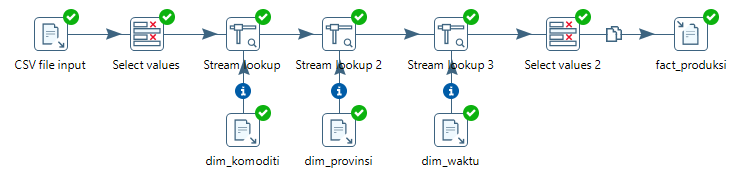 CSV file input
Select values
Stream lookup
Stream lookup 2
Stream lookup 3
Select values 2
fact_produksi
dim_komoditi
dim_provinsi
dim_waktu